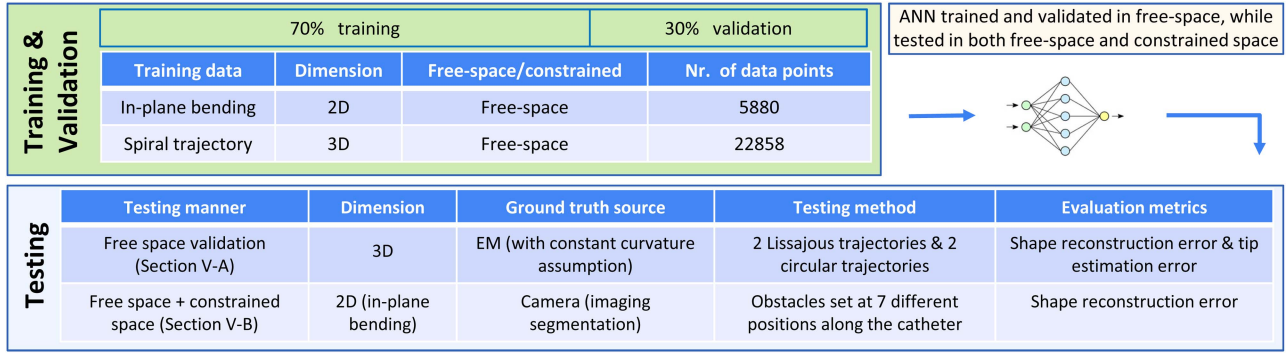 Training &
Validation
70%  training
30%  validation
Training data
Dimension
Free-space/constrained
Nr.  of data points
In-plane bending
2D
Free-space
5880
Spiral trajectory
3D
Free-space
22858
ANN trained and validated in free-space, while
tested in both free-space and constrained space
Testing
Testing manner
Dimension
Ground truth source
Testing method
Evaluation metrics
Free space validation
(Section V-A)
3D
EM (with constant curvature
assumption)
2 Lissajous trajectories & 2
circular trajectories
Shape reconstruction error & tip
estimation error
Free space + constrained
space (Section V-B)
2D (in-plane
bending)
Camera (imaging
segmentation)
Obstacles set at 7 different
positions along the catheter
Shape reconstruction error